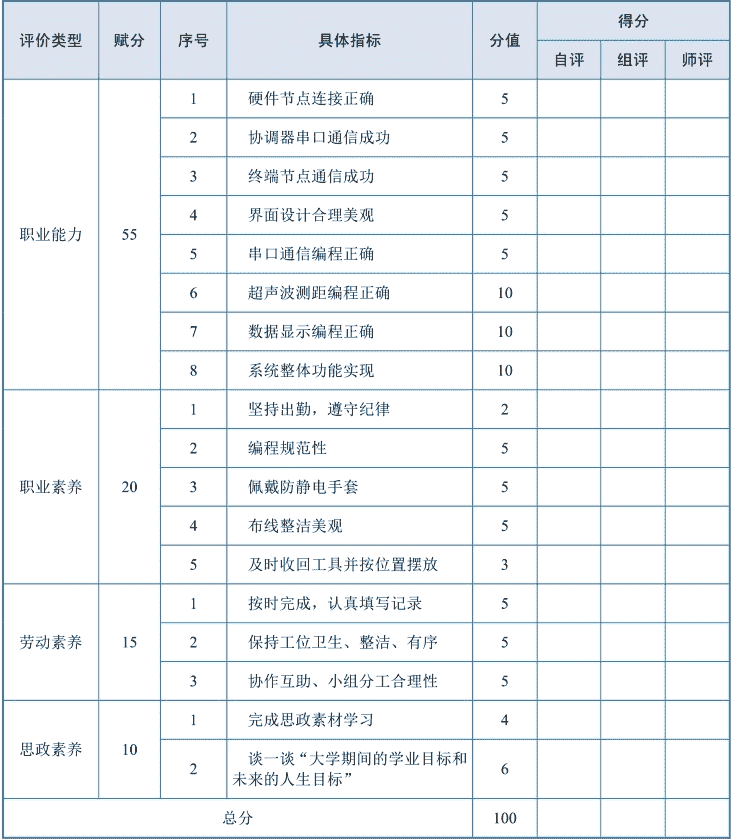 评价类型 赋分 序号 具体指标 分值 得分
自评 组评 师评
职业能力 55
1 硬件节点连接正确 5
2 协调器串口通信成功 5
3 终端节点通信成功 5
4 界面设计合理美观 5
5 串口通信编程正确 5
6 超声波测距编程正确 10
7 数据显示编程正确 10
8 系统整体功能实现 10
职业素养 20
1 坚持出勤，遵守纪律 2
2 编程规范性 5
3 佩戴防静电手套 5
4 布线整洁美观 5
5 及时收回工具并按位置摆放 3
劳动素养 15
1 按时完成，认真填写记录 5
2 保持工位卫生、整洁、有序 5
3 协作互助、小组分工合理性 5
思政素养 10
1 完成思政素材学习 4
2 谈一谈“大学期间的学业目标和
未来的人生目标” 6
总分 100